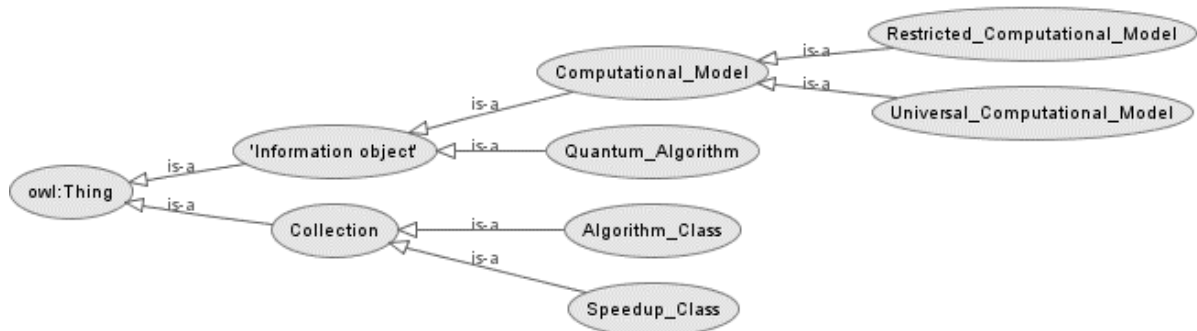 Restricted_Computational_Model
is-a
Computational_Model
is-a
Universal_Computational_Model
is-a
'Information object'
is-a
Quantum_Algorithm
is-a
owl:Thing
is-a
Collection
is-a
Algorithm_Class
is-a
Speedup_Class